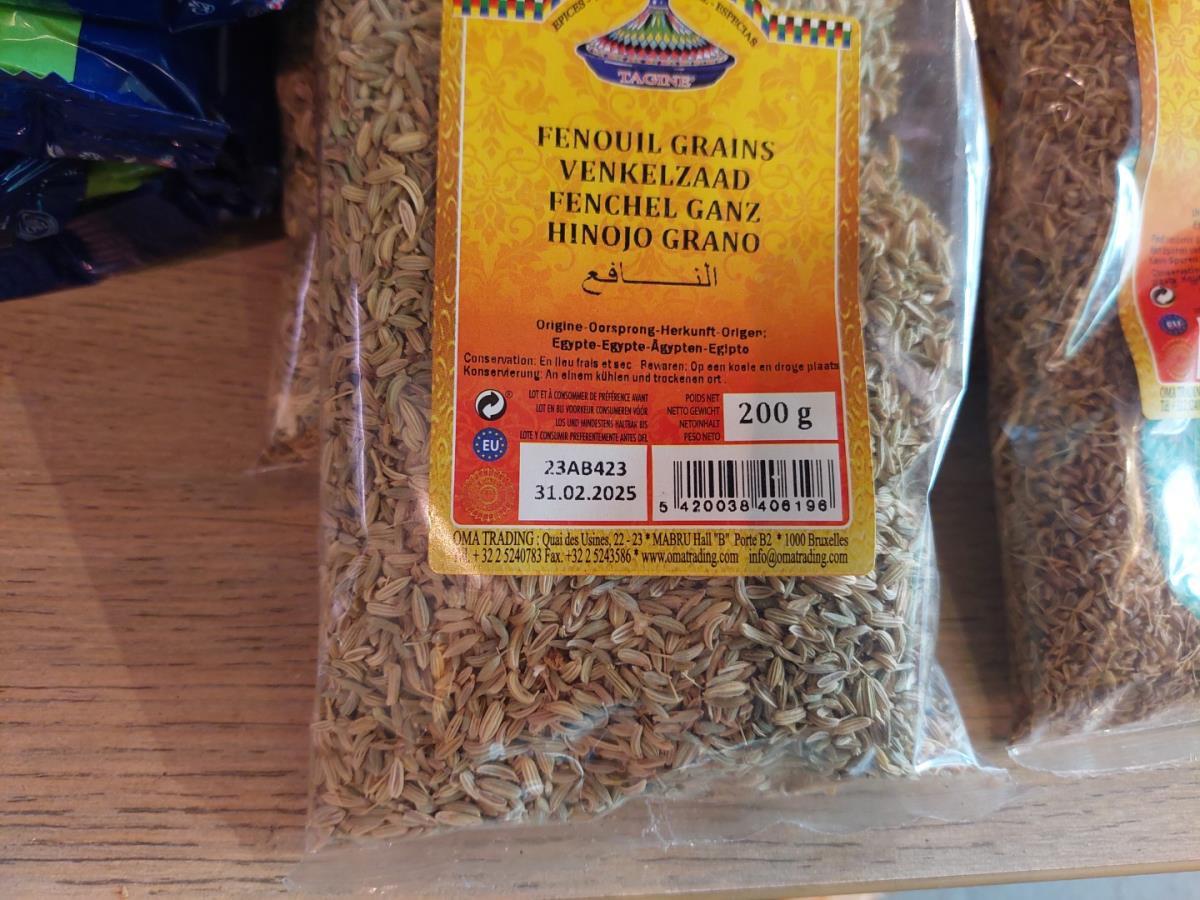 EPICES
ESPECIAS
TAGINE
FENOUIL GRAINS
VENKELZAAD
FENCHEL GANZ
HINOJO GRANO
النـــافع
Origine-Oorsprong-Herkunft-Origen:
Egypte-Egypte-Ägypten-Egipto
Conservation: En lieu frais et sec Bewaren: Op een koele en droge plaats
Konservierung: An einem kühlen und trockenen ort.
LOT ET À CONSOMMER DE PRÉFÉRENCE AVANT
LOT EN BIJ VOORKEUR CONSUMEREN VÓÓR
LOS UND MINDESTENS HALTBAR BIS
LOTE Y CONSUMIR PREFERENTEMENTE ANTES DEL
POIDS NET
NETTO GEWICHT
NETOINHALT
PESO NETO
200 g
EU
23AB423
31.02.2025
5 420038 406196
OMA TRADING : Quai des Usines, 22 - 23 * MABRU Hall "B" Porte B2 * 1000 Bruxelles
Tél. + 32 2 5240783 Fax. +32 2 5243586 * www.omatrading.com info@omatrading.com
EU